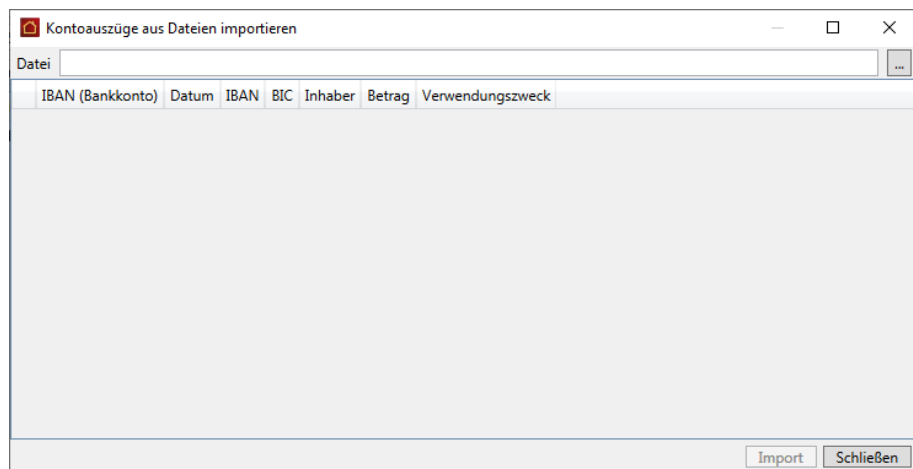 Kontoauszüge aus Dateien importieren
Datei ...
IBAN (Bankkonto) Datum IBAN BIC Inhaber Betrag Verwendungszweck
Import Schließen